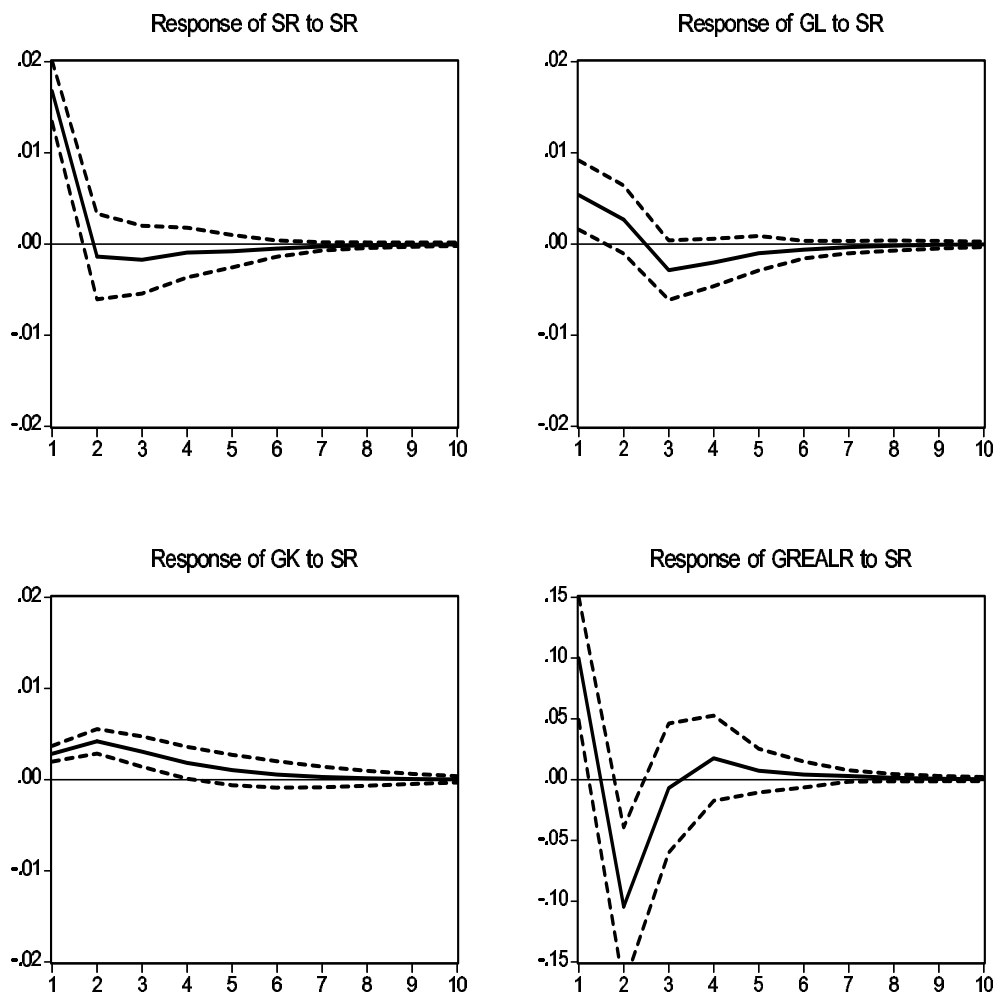 Response of SR to SR
.02
.01
.00
-.01
-.02
1 2 3 4 5 6 7 8 9 10
Response of GL to SR
.02
.01
.00
-.01
-.02
1 2 3 4 5 6 7 8 9 10
Response of GK to SR
.02
.01
.00
-.01
-.02
1 2 3 4 5 6 7 8 9 10
Response of GREALR to SR
.15
.10
.05
.00
-.05
-.10
-.15
1 2 3 4 5 6 7 8 9 10